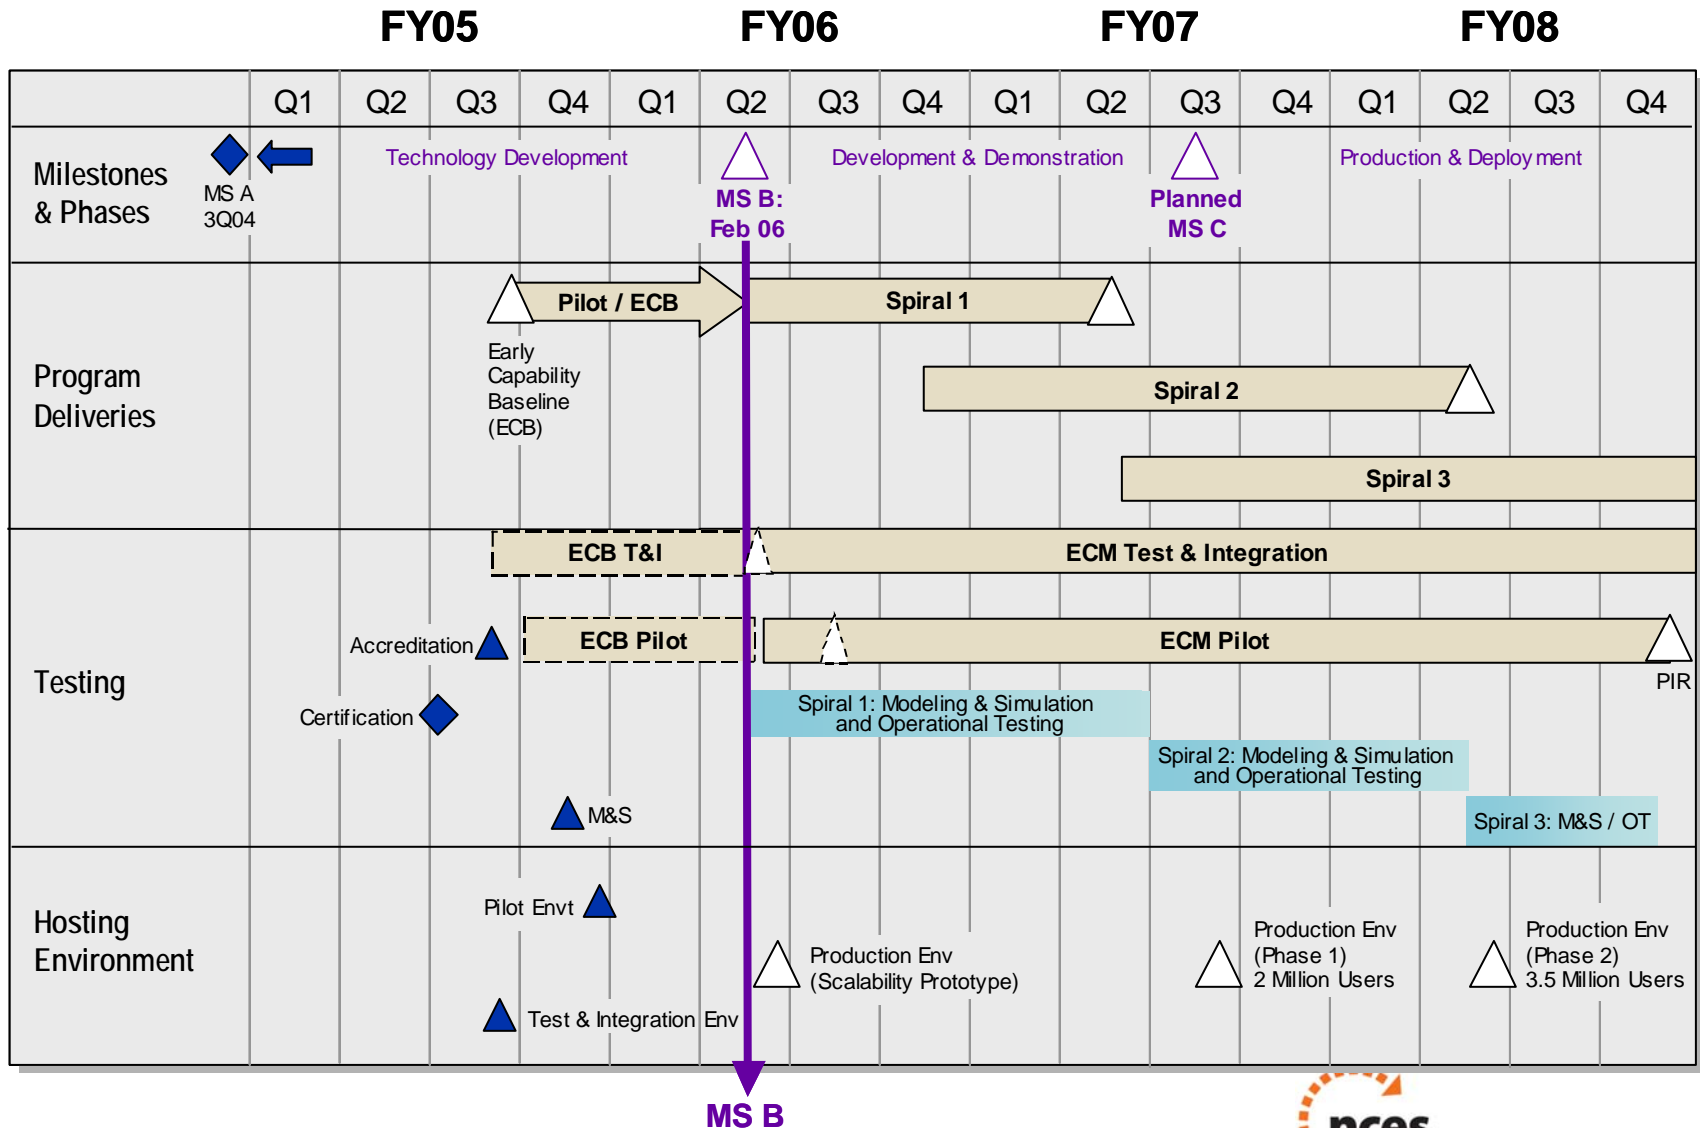 FY05 FY06 FY07 FY08
Q1 Q2 Q3 Q4 Q1 Q2 Q3 Q4 Q1 Q2 Q3 Q4 Q1 Q2 Q3 Q4
Milestones
& Phases
MS A
3Q04
Technology Development
MS B:
Feb 06
Development & Demonstration
Planned
MS C
Production & Deployment
Program
Deliveries
Pilot / ECB
Spiral 1
Early
Capability
Baseline
(ECB)
Spiral 2
Spiral 3
Testing
ECB T&I
ECM Test & Integration
Accreditation
ECB Pilot
ECM Pilot
PIR
Certification
Spiral 1: Modeling & Simulation
and Operational Testing
Spiral 2: Modeling & Simulation
and Operational Testing
M&S
Spiral 3: M&S / OT
Hosting
Environment
Pilot Envt
Production Env
(Scalability Prototype)
Production Env
(Phase 1)
2 Million Users
Production Env
(Phase 2)
3.5 Million Users
Test & Integration Env
MS B
nces